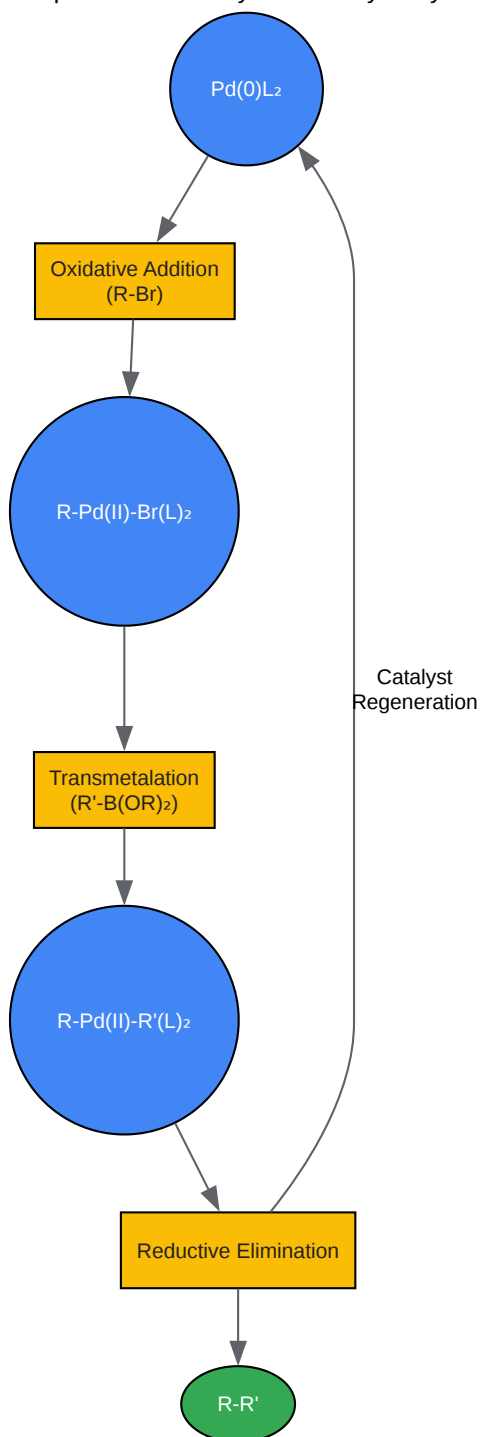 Pd(0)L₂
Oxidative Addition
(R-Br)
R-Pd(II)-Br(L)₂
Catalyst
Regeneration
Transmetalation
(R'-B(OR)₂)
R-Pd(II)-R'(L)₂
Reductive Elimination
R-R'